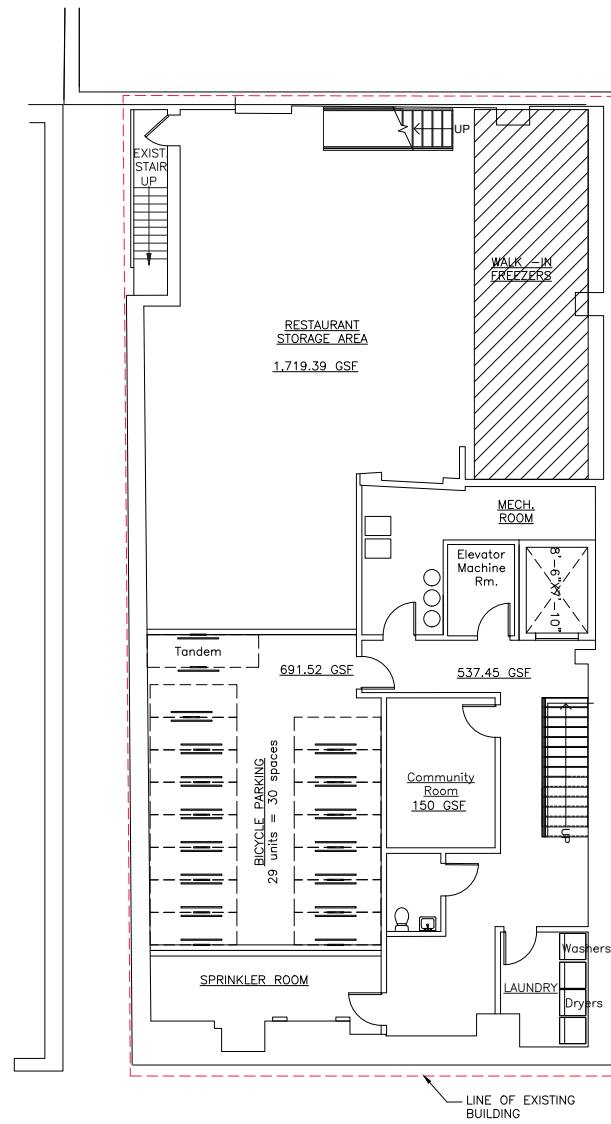 UP
EXIST.
STAIR
UP
WALK-IN
FREEZERS
RESTAURANT
STORAGE AREA
1,719.39 GSF
MECH.
ROOM
Elevator
Machine
Rm.
8'-6"X7'-10"
Tandem
691.52 GSF
537.45 GSF
BICYCLE PARKING
29 units = 30 spaces
Community
Room
150 GSF
UP
SPRINKLER ROOM
LAUNDRY
Washers
Dryers
LINE OF EXISTING
BUILDING